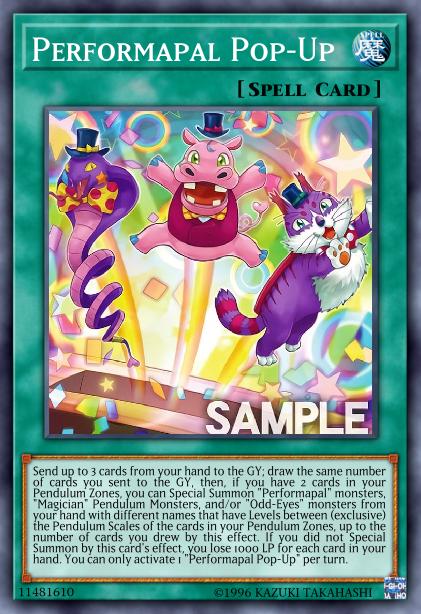 Performapal Pop-Up
SPELL
魔
[Spell Card]
SAMPLE
Send up to 3 cards from your hand to the GY; draw the same number
of cards you sent to the GY, then, if you have 2 cards in your
Pendulum Zones, you can Special Summon "Performapal" monsters,
"Magician" Pendulum Monsters, and/or "Odd-Eyes" monsters from
your hand with different names that have Levels between (exclusive)
the Pendulum Scales of the cards in your Pendulum Zones, up to the
number of cards you drew by this effect. If you did not Special
Summon by this card's effect, you lose 1000 LP for each card in your
hand. You can only activate 1 "Performapal Pop-Up" per turn.
11481610
©1996 KAZUKI TAKAHASHI